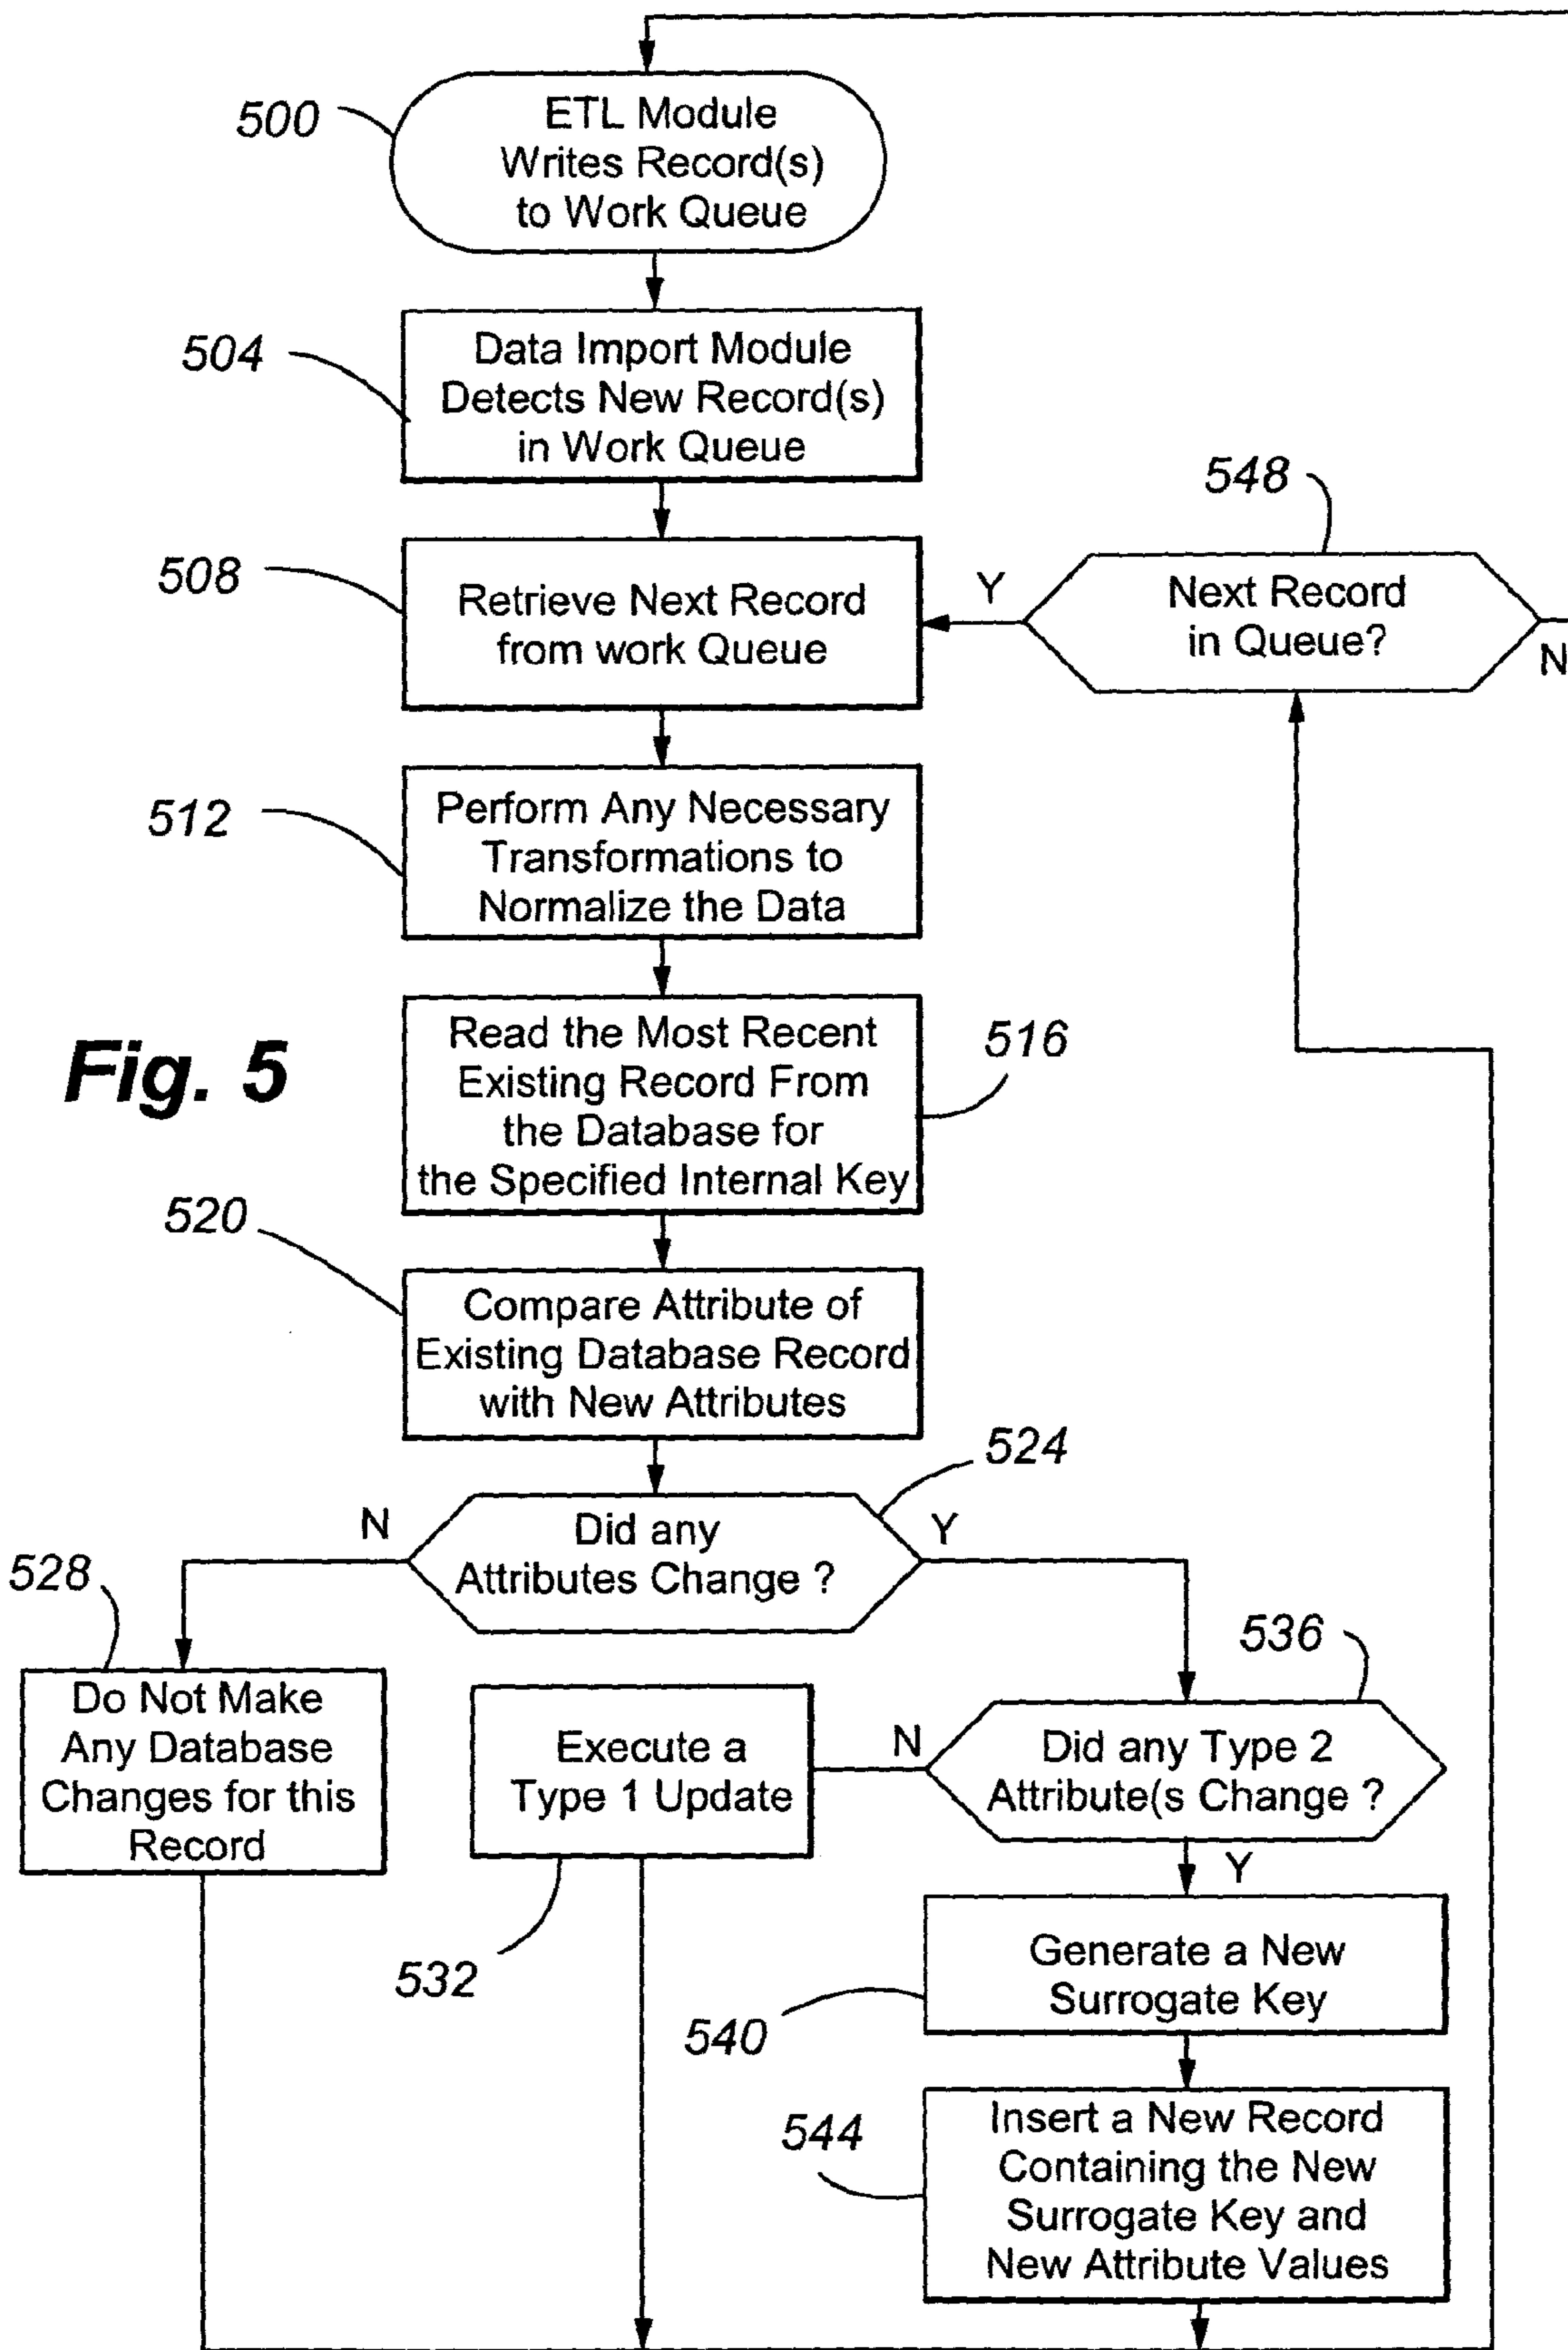 500
ETL Module
Writes Record(s)
to Work Queue
504
Data Import Module
Detects New Record(s)
in Work Queue
548
508
Retrieve Next Record
from work Queue
Y
Next Record
in Queue?
N
512
Perform Any Necessary
Transformations to
Normalize the Data
Fig. 5
Read the Most Recent
Existing Record From
the Database for
the Specified Internal Key
516
520
Compare Attribute of
Existing Database Record
with New Attributes
524
N
Did any
Attributes Change ?
Y
528
Do Not Make
Any Database
Changes for this
Record
536
Execute a
Type 1 Update
N
Did any Type 2
Attribute(s Change ?
Y
532
540
Generate a New
Surrogate Key
544
Insert a New Record
Containing the New
Surrogate Key and
New Attribute Values